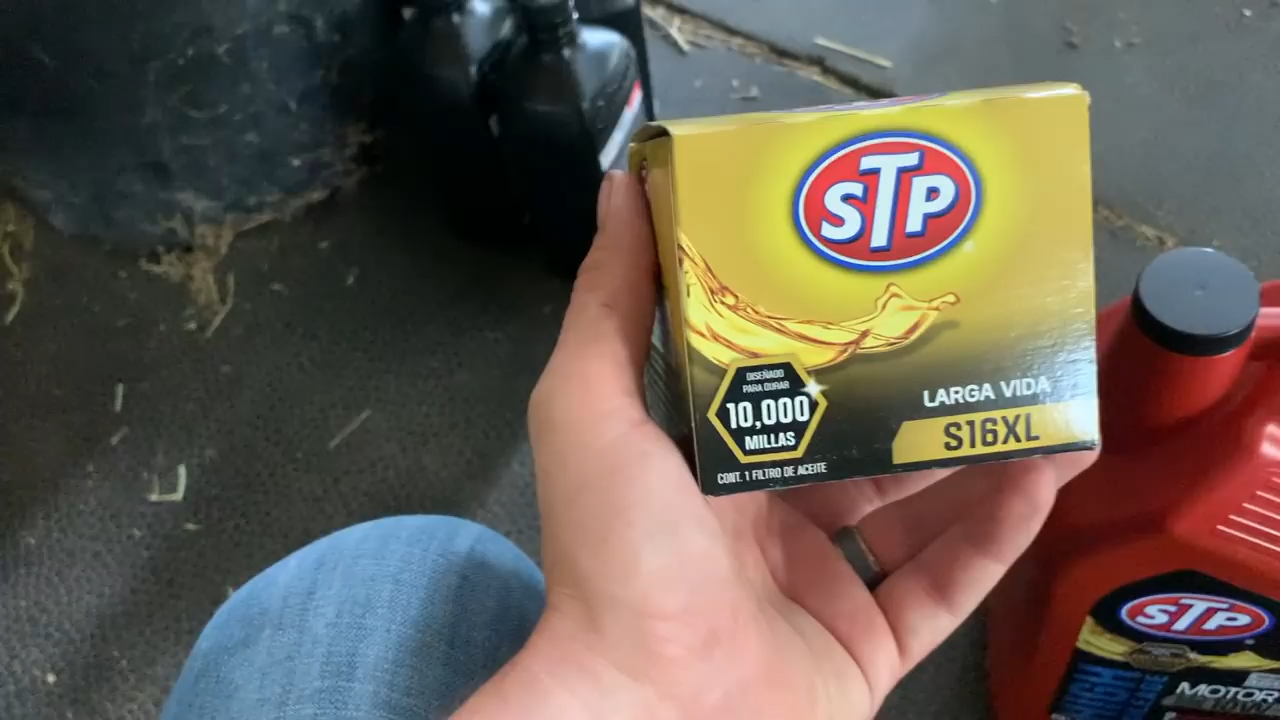 STP
DISEÑADO
PARA DURAR
10,000
MILLAS
CONT. 1 FILTRO DE ACEITE
LARGA VIDA
S16XL
STP
MOTOR